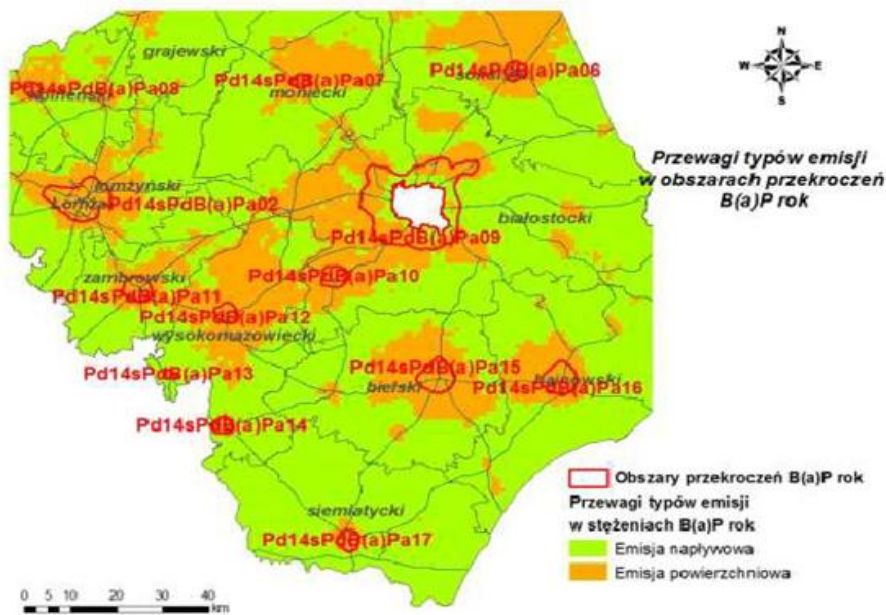 grajewski
N
W E
S
Pd14sPdB(a)Pa06
Pd14sPdB(a)Pa07
moniecki
Pd14sPdB(a)Pa08
Przewagi typów emisji
w obszarach przekroczeń
B(a)P rok
łomżyński
Łomża
Pd14sPdB(a)Pa02
białostocki
Pd14sPdB(a)Pa09
zambrowski
Pd14sPdB(a)Pa10
Pd14sPdB(a)Pa11
Pd14sPdB(a)Pa12
wysokomazowiecki
Pd14sPdB(a)Pa15
Pd14sPdB(a)Pa13
bielski
hajnowski
Pd14sPdB(a)Pa16
Pd14sPdB(a)Pa14
Obszary przekroczeń B(a)P rok
Przewagi typów emisji
w stężeniach B(a)P rok
siemiatycki
Pd14sPdB(a)Pa17
Emisja napływowa
Emisja powierzchniowa
0 5 10 20 30 40
km